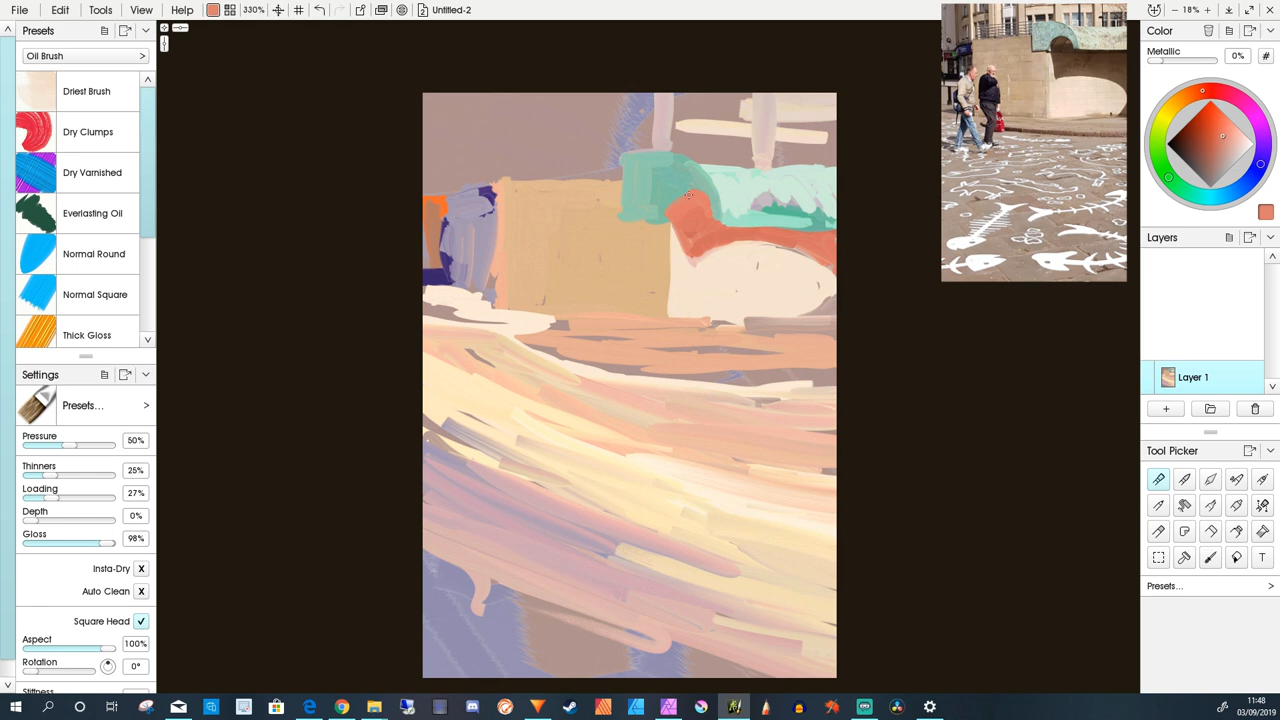 File Edit Tools View Help 330% Untitled-2 18%
Presets
Oil Brush >
Driest Brush
Dry Clumps
Dry Varnished
Everlasting Oil
Normal Round
Normal Square
Thick Gloss
Settings
Presets... >
Pressure 50%
Thinners 25%
Loading 27%
Depth 0%
Gloss 98%
Insta-Dry X
Auto Clean X
Square Head
Aspect 100%
Rotation 0°
Color
Metallic 0% #
Layers
Layer 1
Tool Picker
T
Presets...
11:48
03/09/2019